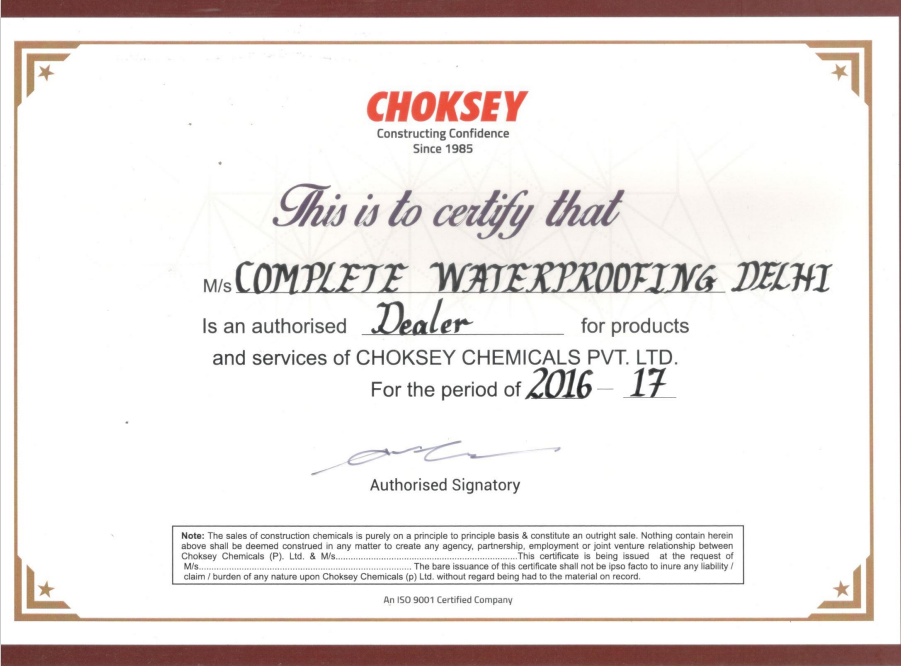 CHOKSEY
Constructing Confidence
Since 1985
This is to certify that
M/s COMPLETE WATERPROOFING DELHI
Is an authorised Dealer for products
and services of CHOKSEY CHEMICALS PVT. LTD.
For the period of 2016 – 17
Authorised Signatory
Note: The sales of construction chemicals is purely on a principle to principle basis & constitute an outright sale. Nothing contain herein
above shall be deemed construed in any matter to create any agency, partnership, employment or joint venture relationship between
Choksey Chemicals (P). Ltd. & M/s..................................................................This certificate is being issued at the request of
M/s............................................................................ The bare issuance of this certificate shall not be ipso facto to inure any liability /
claim / burden of any nature upon Choksey Chemicals (p) Ltd. without regard being had to the material on record.
An ISO 9001 Certified Company